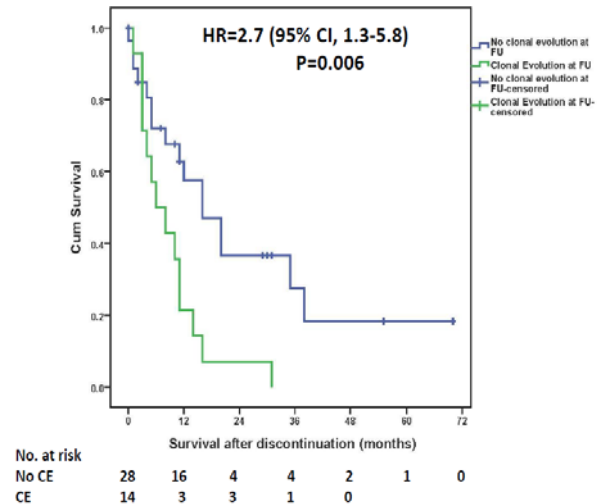 HR=2.7 (95% CI, 1.3-5.8)
P=0.006
No clonal evolution at
FU
Clonal Evolution at FU
No clonal evolution at
FU-censored
Clonal Evolution at FU-
censored
Cum Survival
1.0
0.8
0.6
0.4
0.2
0.0
0 12 24 36 48 60 72
Survival after discontinuation (months)
No. at risk
No CE 28 16 4 4 2 1 0
CE 14 3 3 1 0